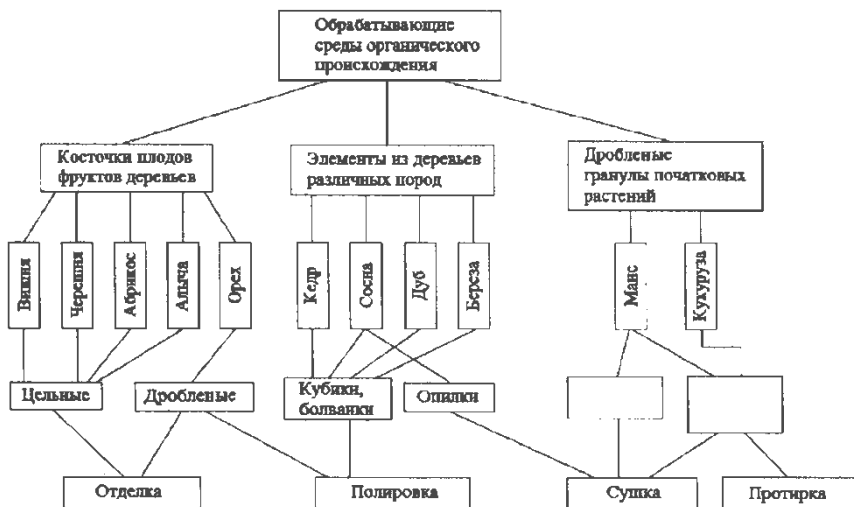 Обрабатывающие
среды органического
происхождения
Косточки плодов
фруктов деревьев
Элементы из деревьев
различных пород
Дробленые
гранулы початковых
растений
Вишня
Черешня
Абрикос
Алыча
Орех
Кедр
Сосна
Дуб
Береза
Маис
Кукуруза
Цельные
Дробленые
Кубики,
болванки
Опилки
Отделка
Полировка
Сушка
Протирка